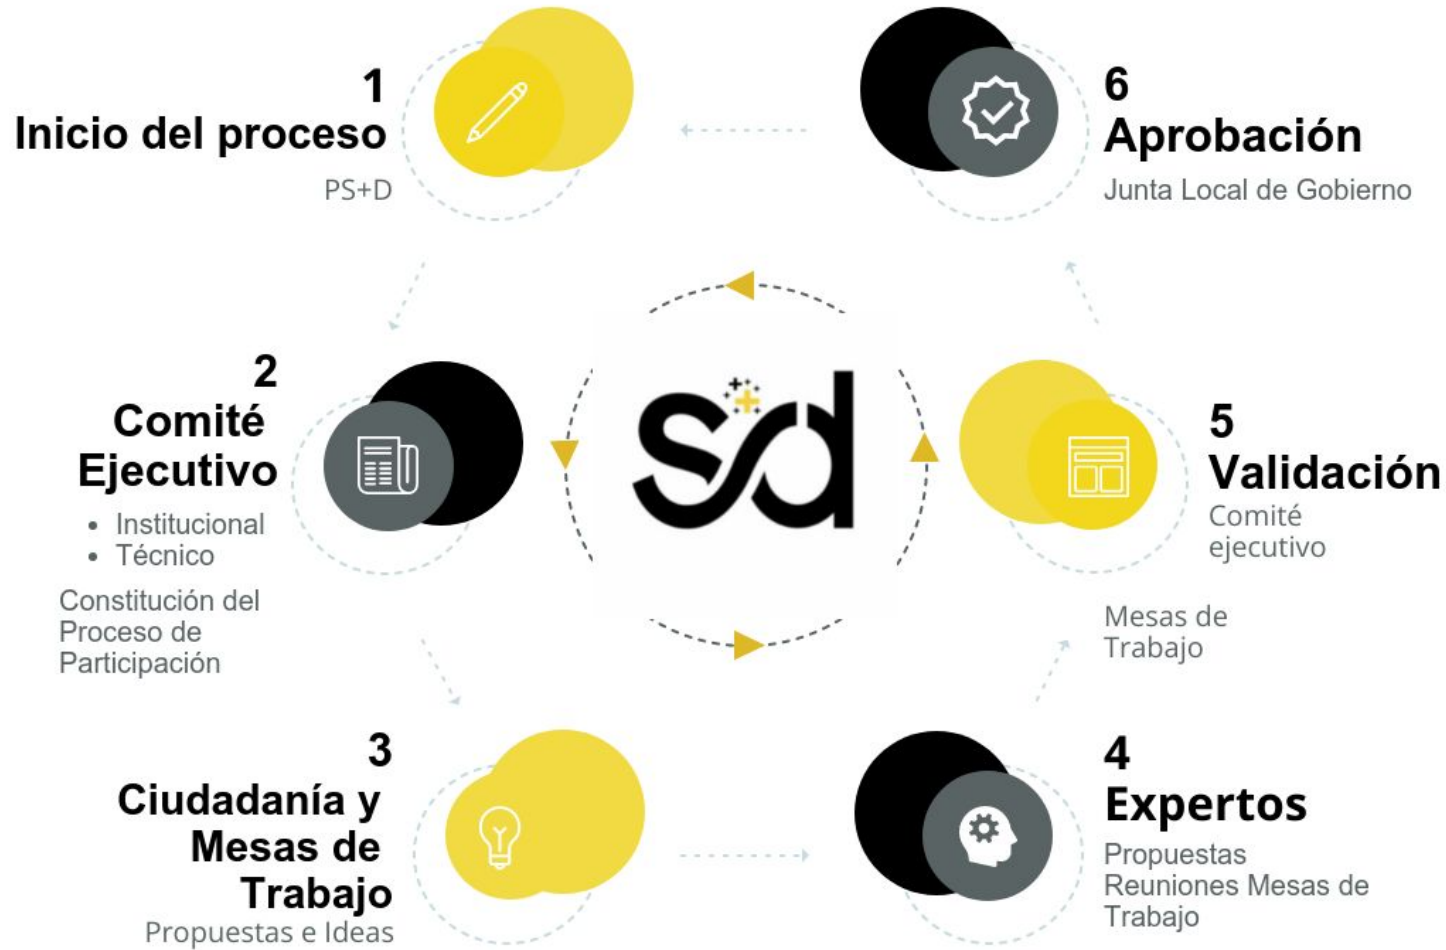 1
Inicio del proceso
PS+D
2
Comité
Ejecutivo
• Institucional
• Técnico
Constitución del
Proceso de
Participación
3
Ciudadanía y
Mesas de
Trabajo
Propuestas e Ideas
4
Expertos
Propuestas
Reuniones Mesas de
Trabajo
5
Validación
Comité
ejecutivo
Mesas de
Trabajo
6
Aprobación
Junta Local de Gobierno
sd